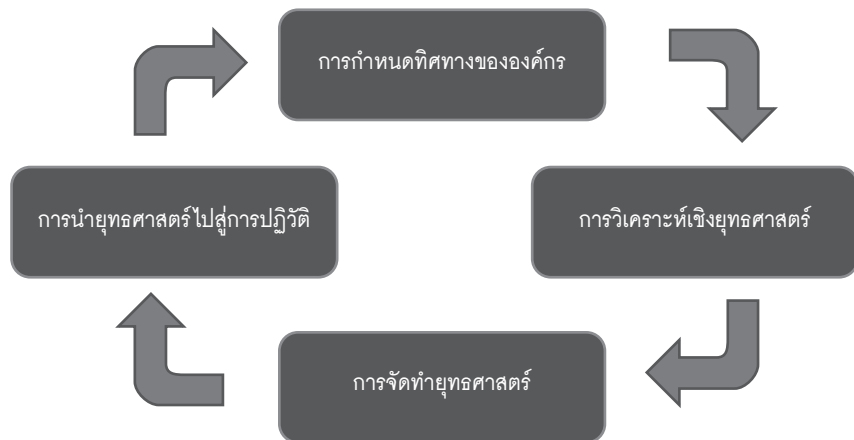 การกำหนดทิศทางขององค์กร
การวิเคราะห์เชิงยุทธศาสตร์
การจัดทำยุทธศาสตร์
การนำยุทธศาสตร์ไปสู่การปฏิวัติ